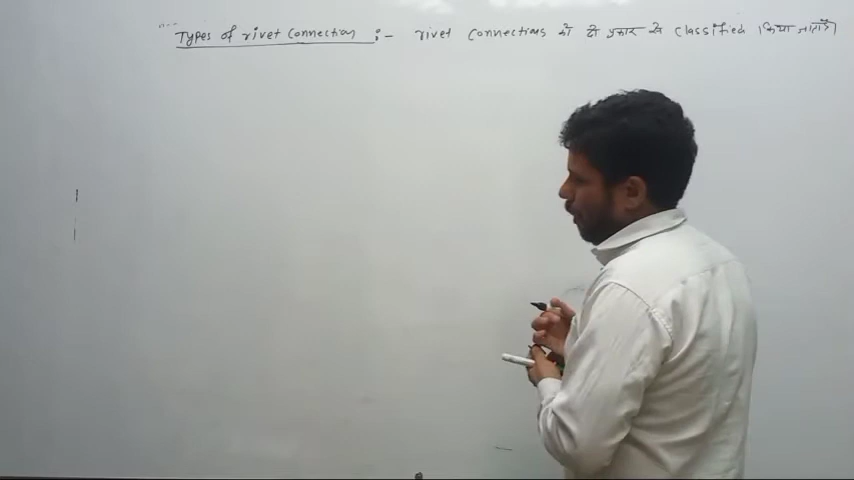 Types of rivet Connection :- rivet Connections को दो प्रकार से Classified किया जाता है